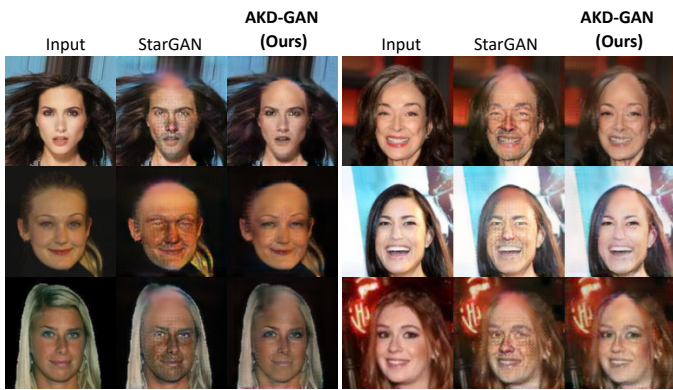 Input
StarGAN
AKD-GAN
(Ours)
Input
StarGAN
AKD-GAN
(Ours)